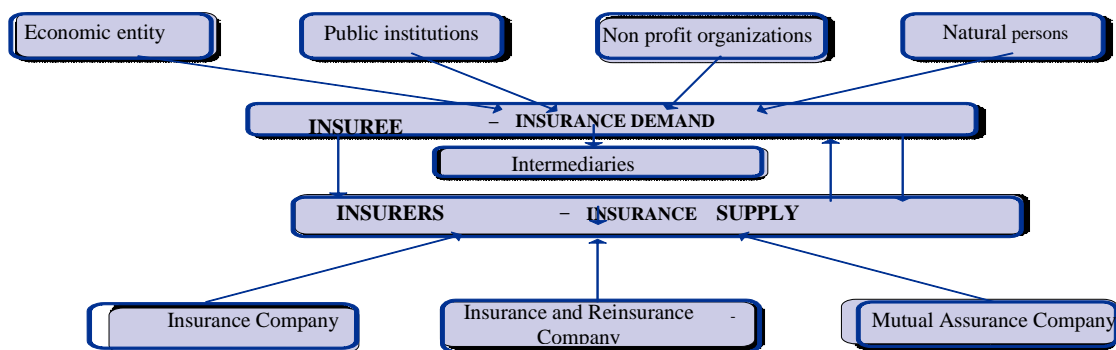 Economic entity
Public institutions
Non profit organizations
Natural persons
INSUREE – INSURANCE DEMAND
Intermediaries
INSURERS – INSURANCE SUPPLY
Insurance Company
Insurance and Reinsurance -
Company
Mutual Assurance Company